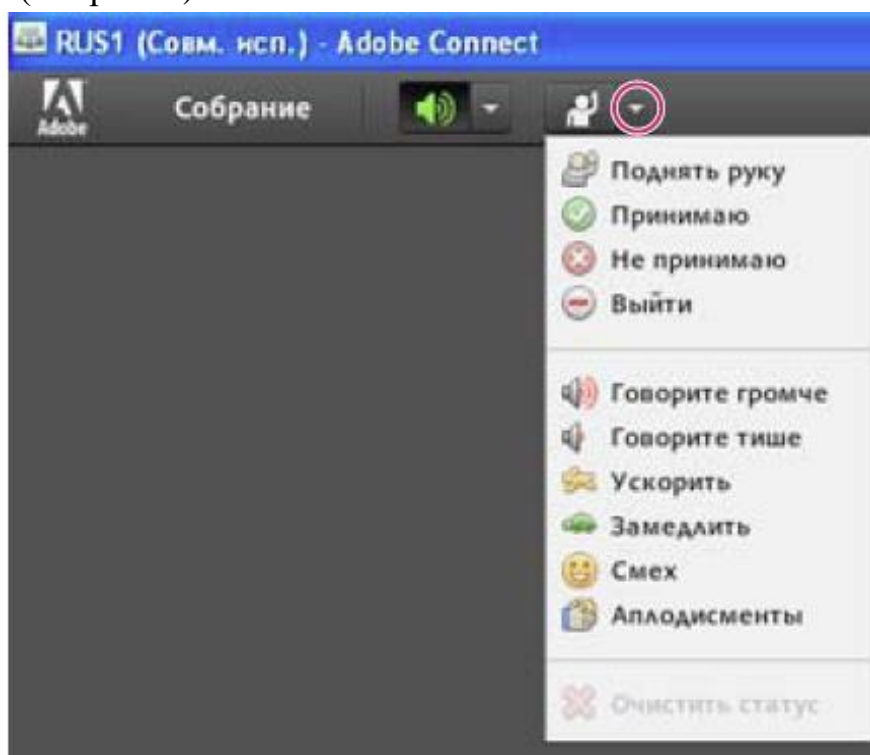 RUS1 (Совм. исп.) - Adobe Connect
Adobe Собрание
Поднять руку
Принимаю
Не принимаю
Выйти
Говорите громче
Говорите тише
Ускорить
Замедлить
Смех
Аплодисменты
Очистить статус